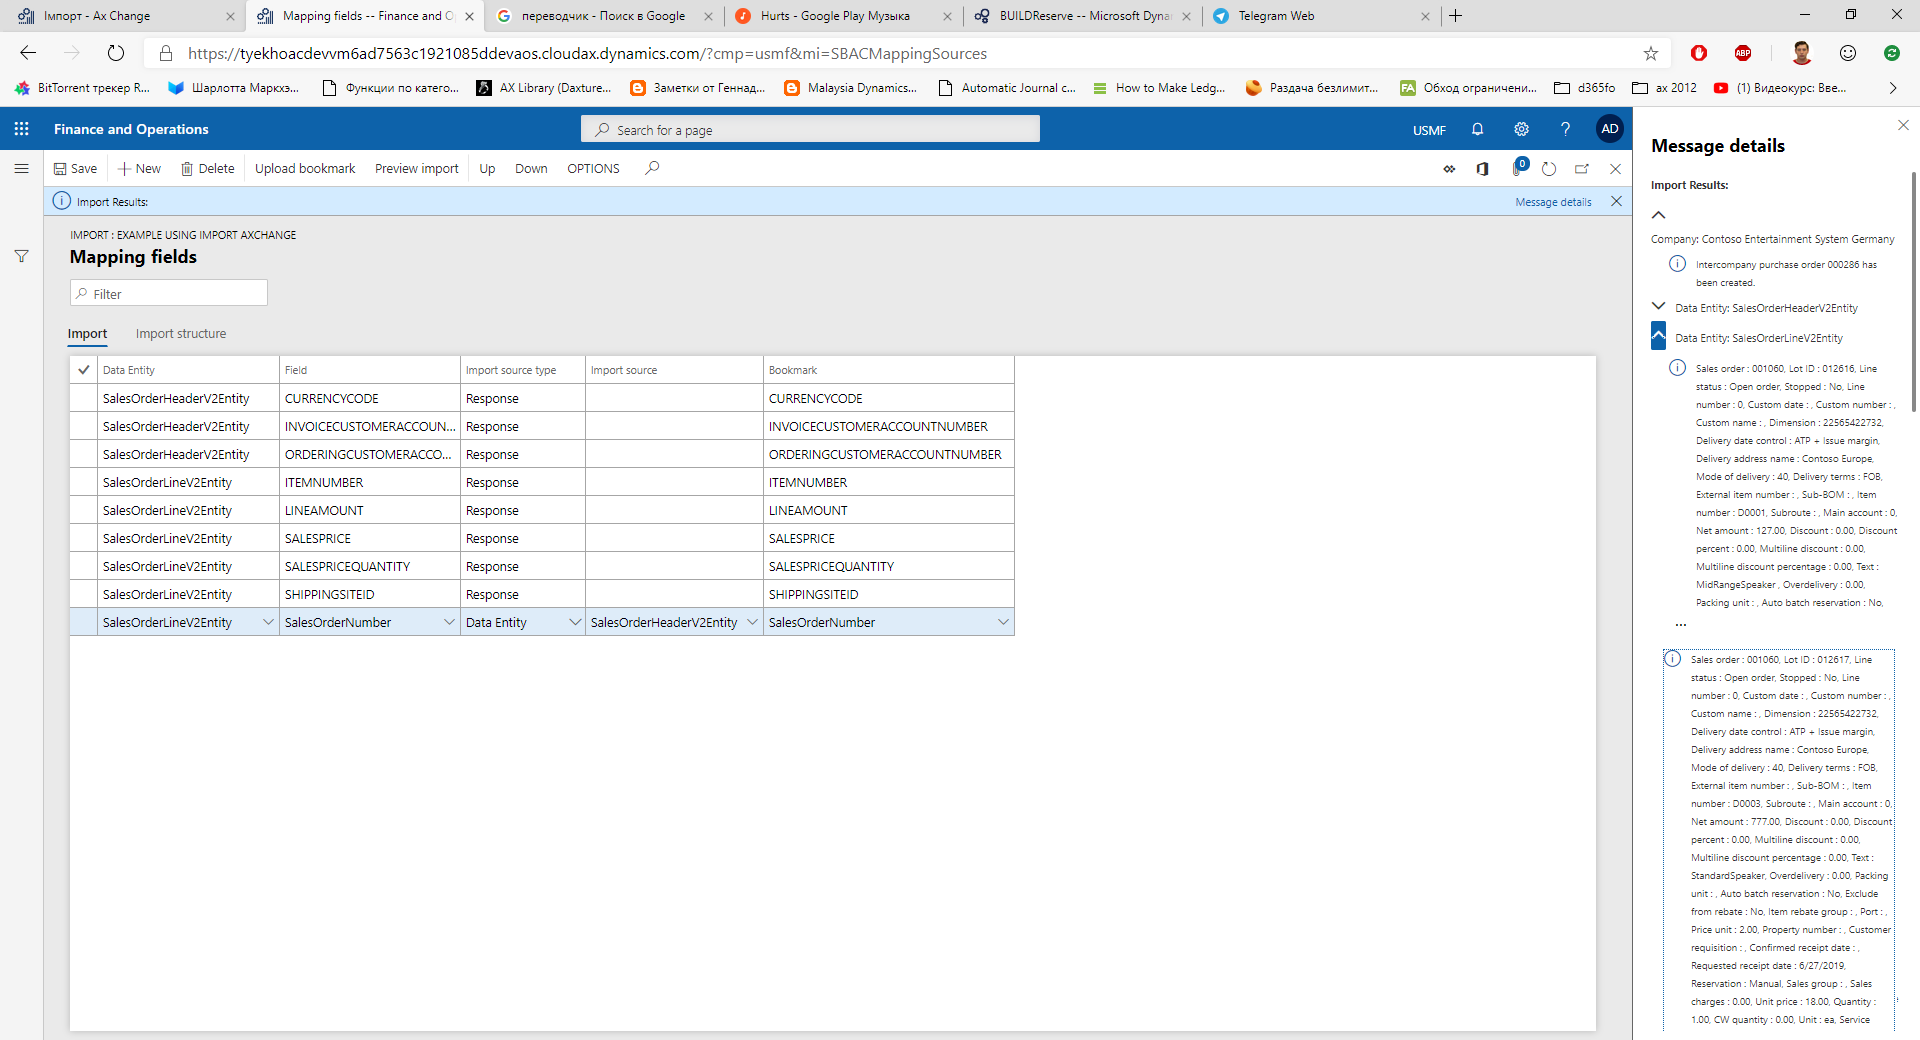 Імпорт - Ax Change
Mapping fields -- Finance and O
переводчик - Поиск в Google
Hurts - Google Play Музыка
BUILDReserve -- Microsoft Dyna
Telegram Web
https://tyekhoacdevvm6ad7563c1921085ddevaos.cloudax.dynamics.com/?cmp=usmf&mi=SBACMappingSources
ABP
BitTorrent трекер R...
Шарлотта Маркхэ...
Функции по катего...
AX Library (Daxture...
Заметки от Геннад...
Malaysia Dynamics...
Automatic Journal c...
How to Make Ledg...
Раздача безлимит...
FA
Обход ограничени...
d365fo
ax 2012
(1) Видеокурс: Вве...
Finance and Operations
Search for a page
USMF
?
AD
Save
New
Delete
Upload bookmark
Preview import
Up
Down
OPTIONS
0
Import Results:
Message details
IMPORT : EXAMPLE USING IMPORT AXCHANGE
Mapping fields
Filter
Import
Import structure
Data Entity Field Import source type Import source Bookmark
SalesOrderHeaderV2Entity CURRENCYCODE Response CURRENCYCODE
SalesOrderHeaderV2Entity INVOICECUSTOMERACCOUN... Response INVOICECUSTOMERACCOUNTNUMBER
SalesOrderHeaderV2Entity ORDERINGCUSTOMERACCO... Response ORDERINGCUSTOMERACCOUNTNUMBER
SalesOrderLineV2Entity ITEMNUMBER Response ITEMNUMBER
SalesOrderLineV2Entity LINEAMOUNT Response LINEAMOUNT
SalesOrderLineV2Entity SALESPRICE Response SALESPRICE
SalesOrderLineV2Entity SALESPRICEQUANTITY Response SALESPRICEQUANTITY
SalesOrderLineV2Entity SHIPPINGSITEID Response SHIPPINGSITEID
SalesOrderLineV2Entity SalesOrderNumber Data Entity SalesOrderHeaderV2Entity SalesOrderNumber
Message details
Import Results:
Company: Contoso Entertainment System Germany
Intercompany purchase order 000286 has
been created.
Data Entity: SalesOrderHeaderV2Entity
Data Entity: SalesOrderLineV2Entity
Sales order : 001060, Lot ID : 012616, Line
status : Open order, Stopped : No, Line
number : 0, Custom date : , Custom number : ,
Custom name : , Dimension : 22565422732,
Delivery date control : ATP + Issue margin,
Delivery address name : Contoso Europe,
Mode of delivery : 40, Delivery terms : FOB,
External item number : , Sub-BOM : , Item
number : D0001, Subroute : , Main account : 0,
Net amount : 127.00, Discount : 0.00, Discount
percent : 0.00, Multiline discount : 0.00,
Multiline discount percentage : 0.00, Text :
MidRangeSpeaker , Overdelivery : 0.00,
Packing unit : , Auto batch reservation : No,
...
Sales order : 001060, Lot ID : 012617, Line
status : Open order, Stopped : No, Line
number : 0, Custom date : , Custom number : ,
Custom name : , Dimension : 22565422732,
Delivery date control : ATP + Issue margin,
Delivery address name : Contoso Europe,
Mode of delivery : 40, Delivery terms : FOB,
External item number : , Sub-BOM : , Item
number : D0003, Subroute : , Main account : 0,
Net amount : 777.00, Discount : 0.00, Discount
percent : 0.00, Multiline discount : 0.00,
Multiline discount percentage : 0.00, Text :
StandardSpeaker, Overdelivery : 0.00, Packing
unit : , Auto batch reservation : No, Exclude
from rebate : No, Item rebate group : , Port : ,
Price unit : 2.00, Property number : , Customer
requisition : , Confirmed receipt date : ,
Requested receipt date : 6/27/2019,
Reservation : Manual, Sales group : , Sales
charges : 0.00, Unit price : 18.00, Quantity :
1.00, CW quantity : 0.00, Unit : ea, Service